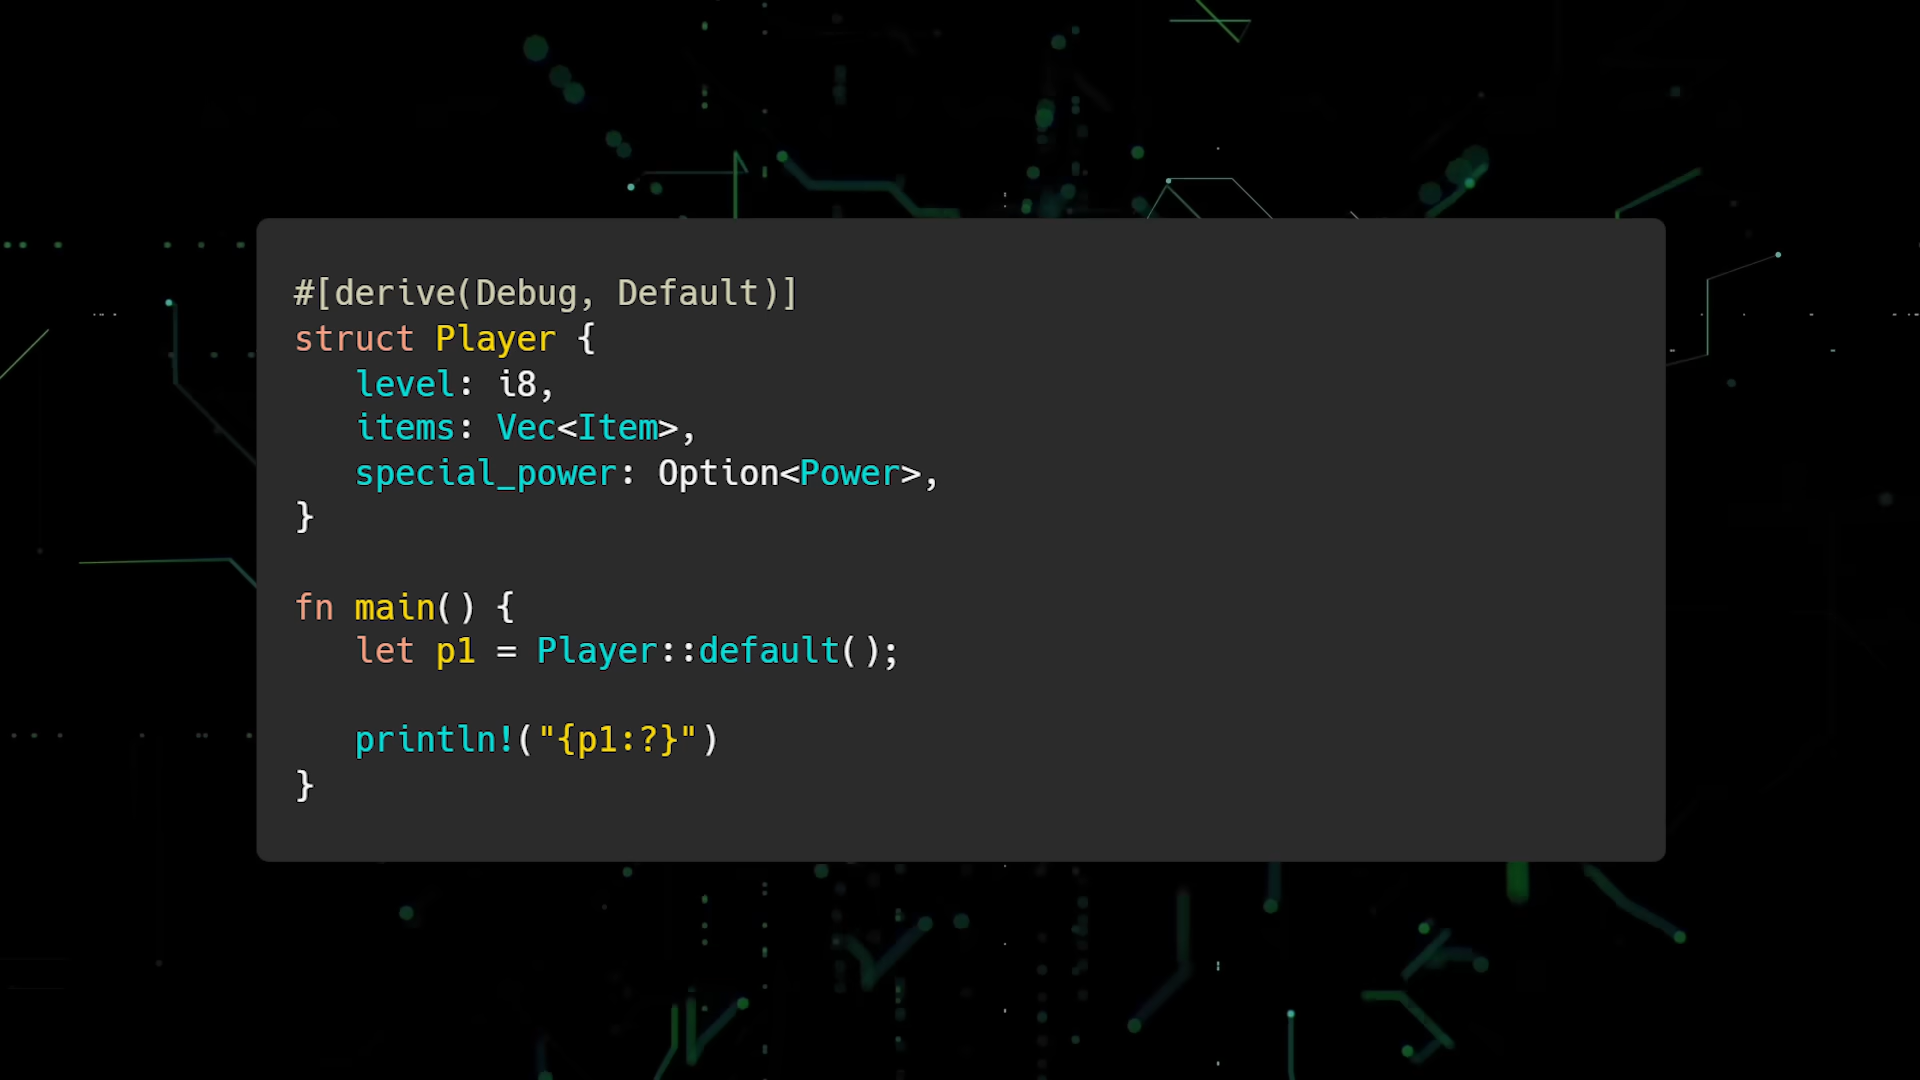 #[derive(Debug, Default)]
struct Player {
   level: i8,
   items: Vec<Item>,
   special_power: Option<Power>,
}

fn main() {
   let p1 = Player::default();

   println!("{p1:?}")
}